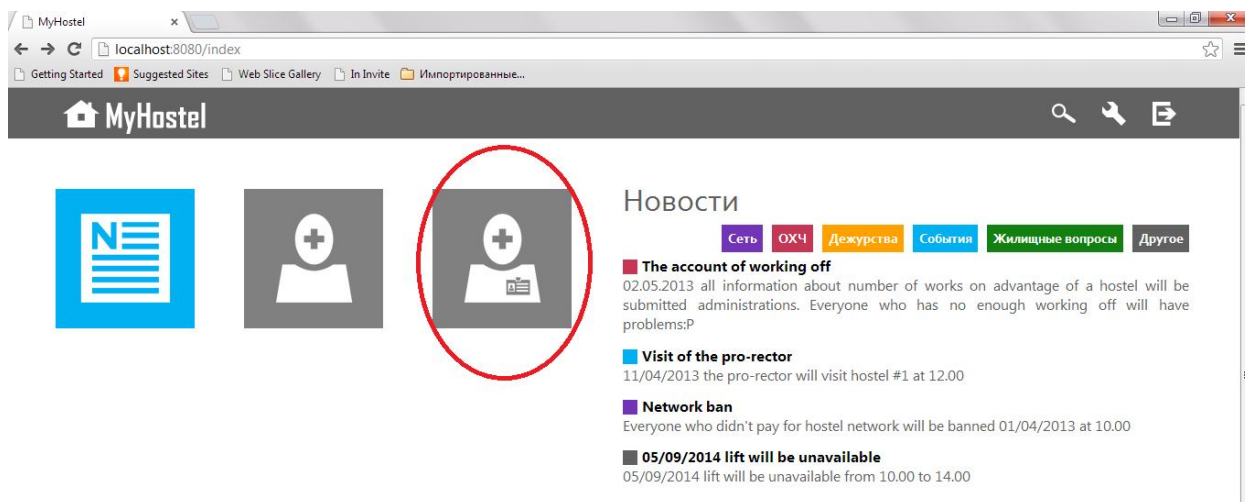 MyHostel
localhost:8080/index
Getting Started Suggested Sites Web Slice Gallery In Invite Импортированные...
MyHostel
N
Новости
Сеть ОХЧ Дежурства События Жилищные вопросы Другое
The account of working off
02.05.2013 all information about number of works on advantage of a hostel will be
submitted administrations. Everyone who has no enough working off will have
problems:P
Visit of the pro-rector
11/04/2013 the pro-rector will visit hostel #1 at 12.00
Network ban
Everyone who didn't pay for hostel network will be banned 01/04/2013 at 10.00
05/09/2014 lift will be unavailable
05/09/2014 lift will be unavailable from 10.00 to 14.00